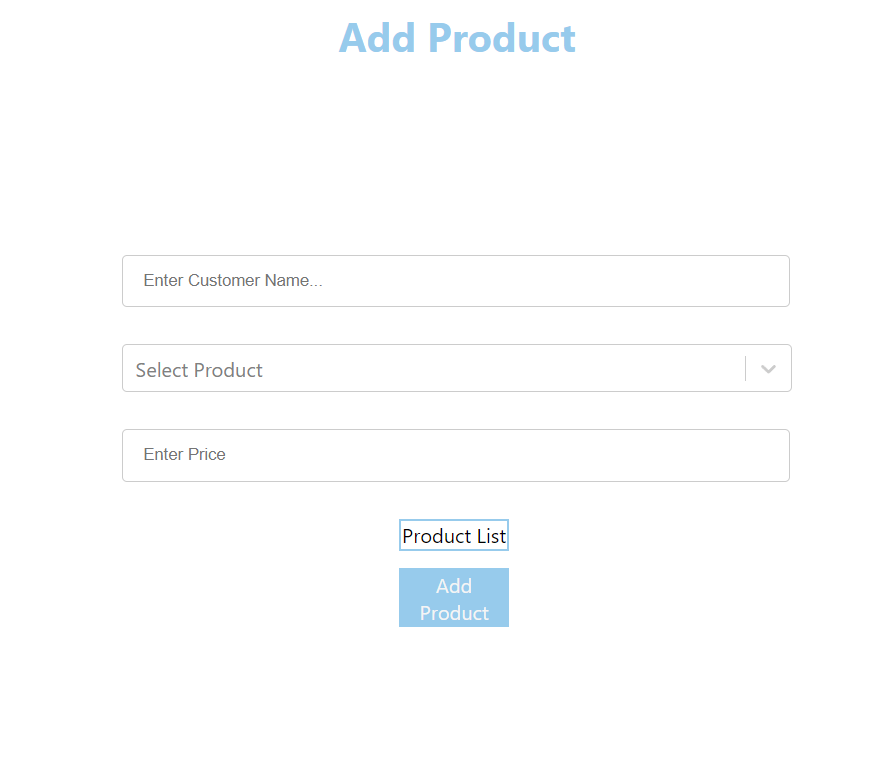 Add Product
Enter Customer Name...
Select Product
Enter Price
Product List
Add
Product